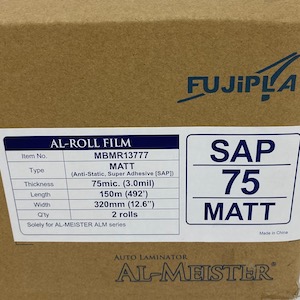 FUJiPLA
AL-ROLL FILM
Item No. MBMR13777
Type MATT
(Anti-Static, Super Adhesive [SAP])
Thickness 75mic. (3.0mil)
Length 150m (492')
Width 320mm (12.6")
Q'ty 2 rolls
Solely for AL-MEISTER ALM series
SAP
75
MATT
Made in China
AUTO LAMINATOR
AL-MEISTER